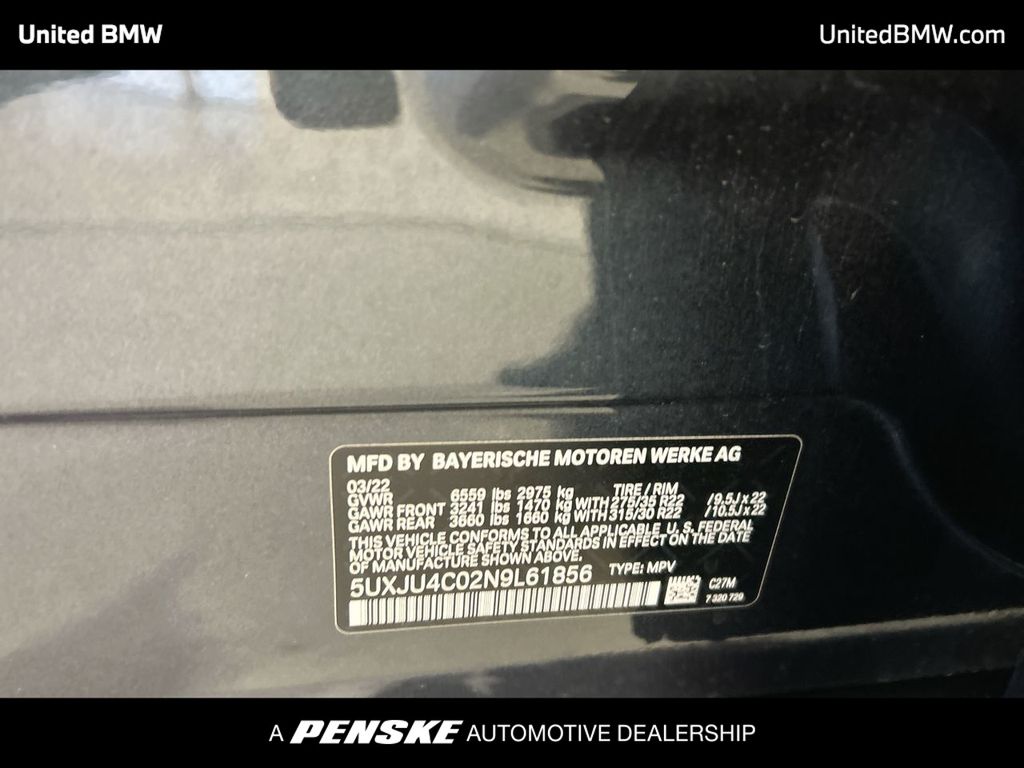 United BMW
UnitedBMW.com
MFD BY BAYERISCHE MOTOREN WERKE AG
03/22 TIRE / RIM
GVWR 6559 lbs 2975 kg
GAWR FRONT 3241 lbs 1470 kg WITH 275/35 R22 /9.5J x 22
GAWR REAR 3660 lbs 1660 kg WITH 315/30 R22 /10.5J x 22
THIS VEHICLE CONFORMS TO ALL APPLICABLE U.S. FEDERAL
MOTOR VEHICLE SAFETY STANDARDS IN EFFECT ON THE DATE
OF MANUFACTURE SHOWN ABOVE
5UXJU4C02N9L61856 TYPE: MPV
C27M
7 320 729
A PENSKE AUTOMOTIVE DEALERSHIP